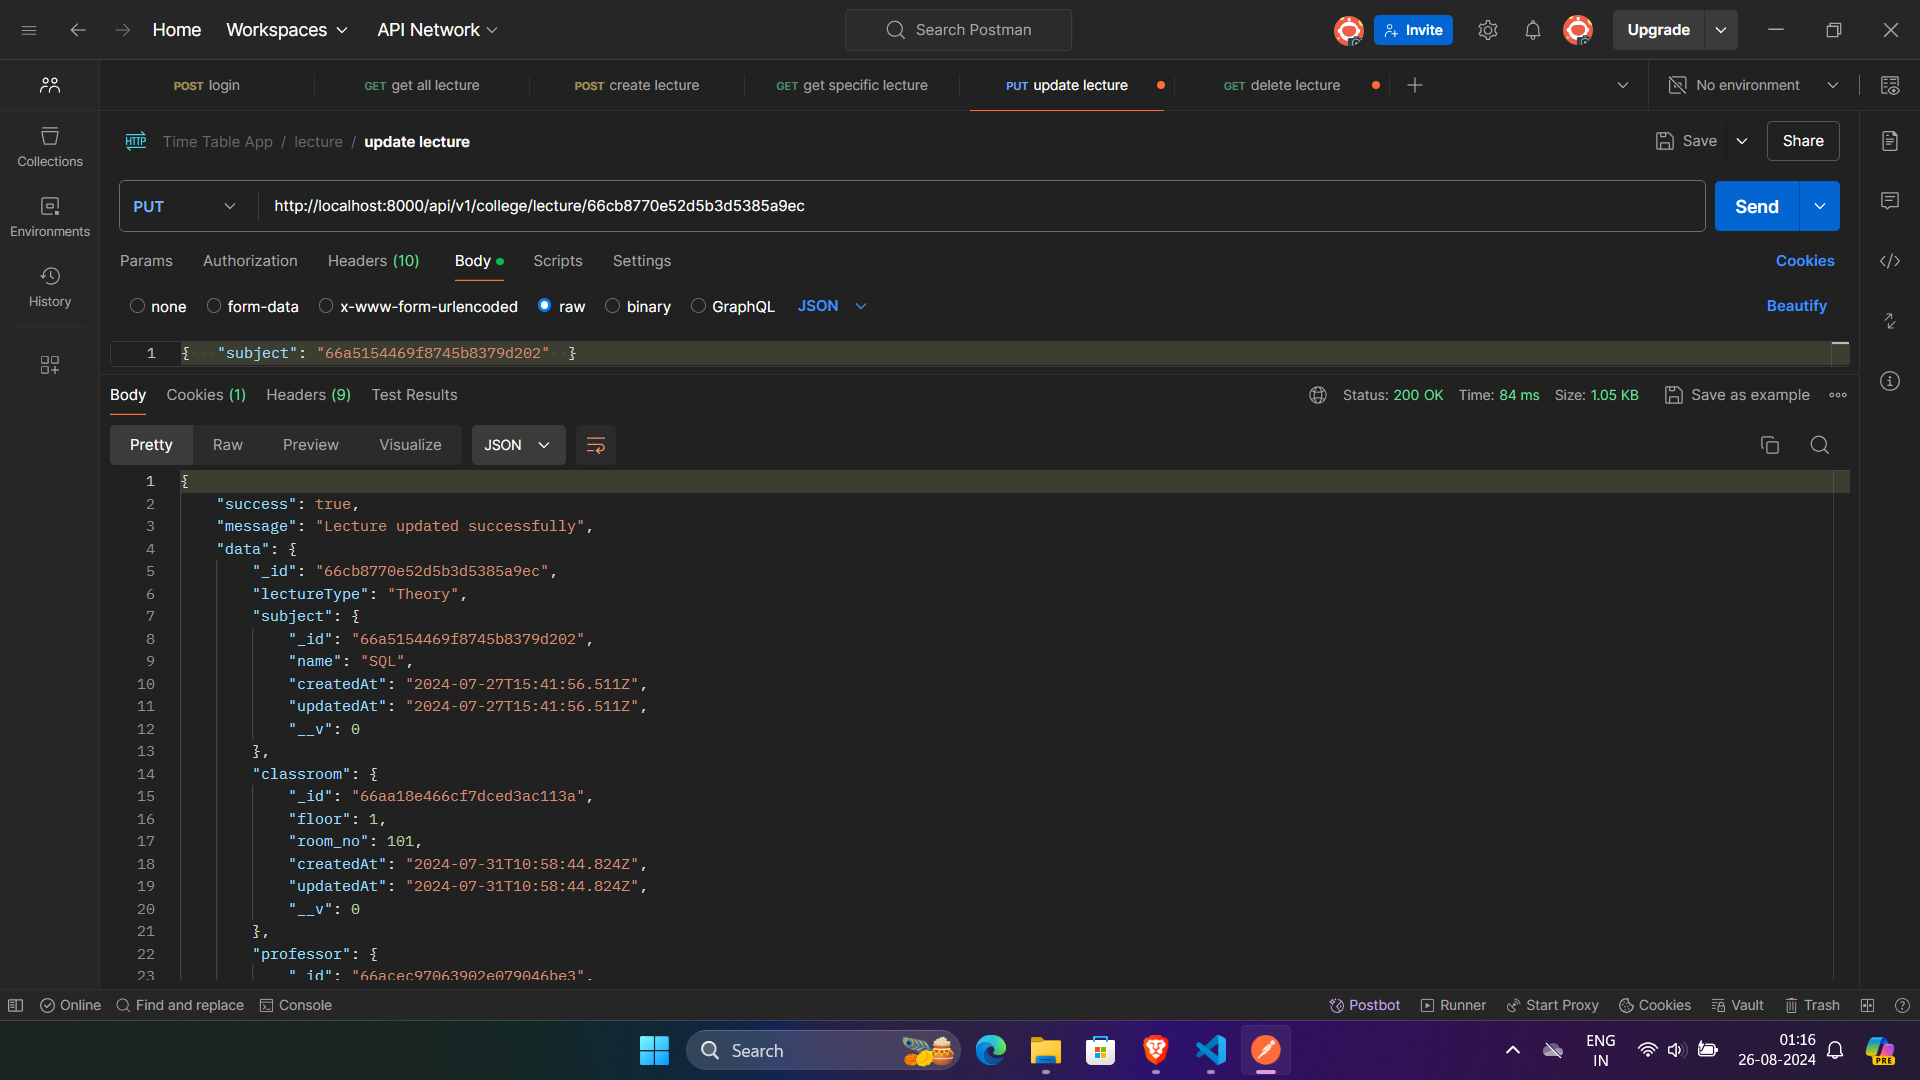 Home Workspaces API Network Search Postman Invite Upgrade
POST login GET get all lecture POST create lecture GET get specific lecture PUT update lecture GET delete lecture No environment
HTTP Time Table App / lecture / update lecture Save Share
Collections
PUT http://localhost:8000/api/v1/college/lecture/66cb8770e52d5b3d5385a9ec Send
Environments
Params Authorization Headers (10) Body Scripts Settings Cookies
History
none form-data x-www-form-urlencoded raw binary GraphQL JSON Beautify
1 { "subject": "66a5154469f8745b8379d202" }
Body Cookies (1) Headers (9) Test Results Status: 200 OK Time: 84 ms Size: 1.05 KB Save as example
Pretty Raw Preview Visualize JSON
1 {
2 "success": true,
3 "message": "Lecture updated successfully",
4 "data": {
5 "_id": "66cb8770e52d5b3d5385a9ec",
6 "lectureType": "Theory",
7 "subject": {
8 "_id": "66a5154469f8745b8379d202",
9 "name": "SQL",
10 "createdAt": "2024-07-27T15:41:56.511Z",
11 "updatedAt": "2024-07-27T15:41:56.511Z",
12 "__v": 0
13 },
14 "classroom": {
15 "_id": "66aa18e466cf7dced3ac113a",
16 "floor": 1,
17 "room_no": 101,
18 "createdAt": "2024-07-31T10:58:44.824Z",
19 "updatedAt": "2024-07-31T10:58:44.824Z",
20 "__v": 0
21 },
22 "professor": {
23 "_id": "66acec97063902e079046be3",
Online Find and replace Console Postbot Runner Start Proxy Cookies Vault Trash
Search ENG 01:16
IN 26-08-2024 PRE